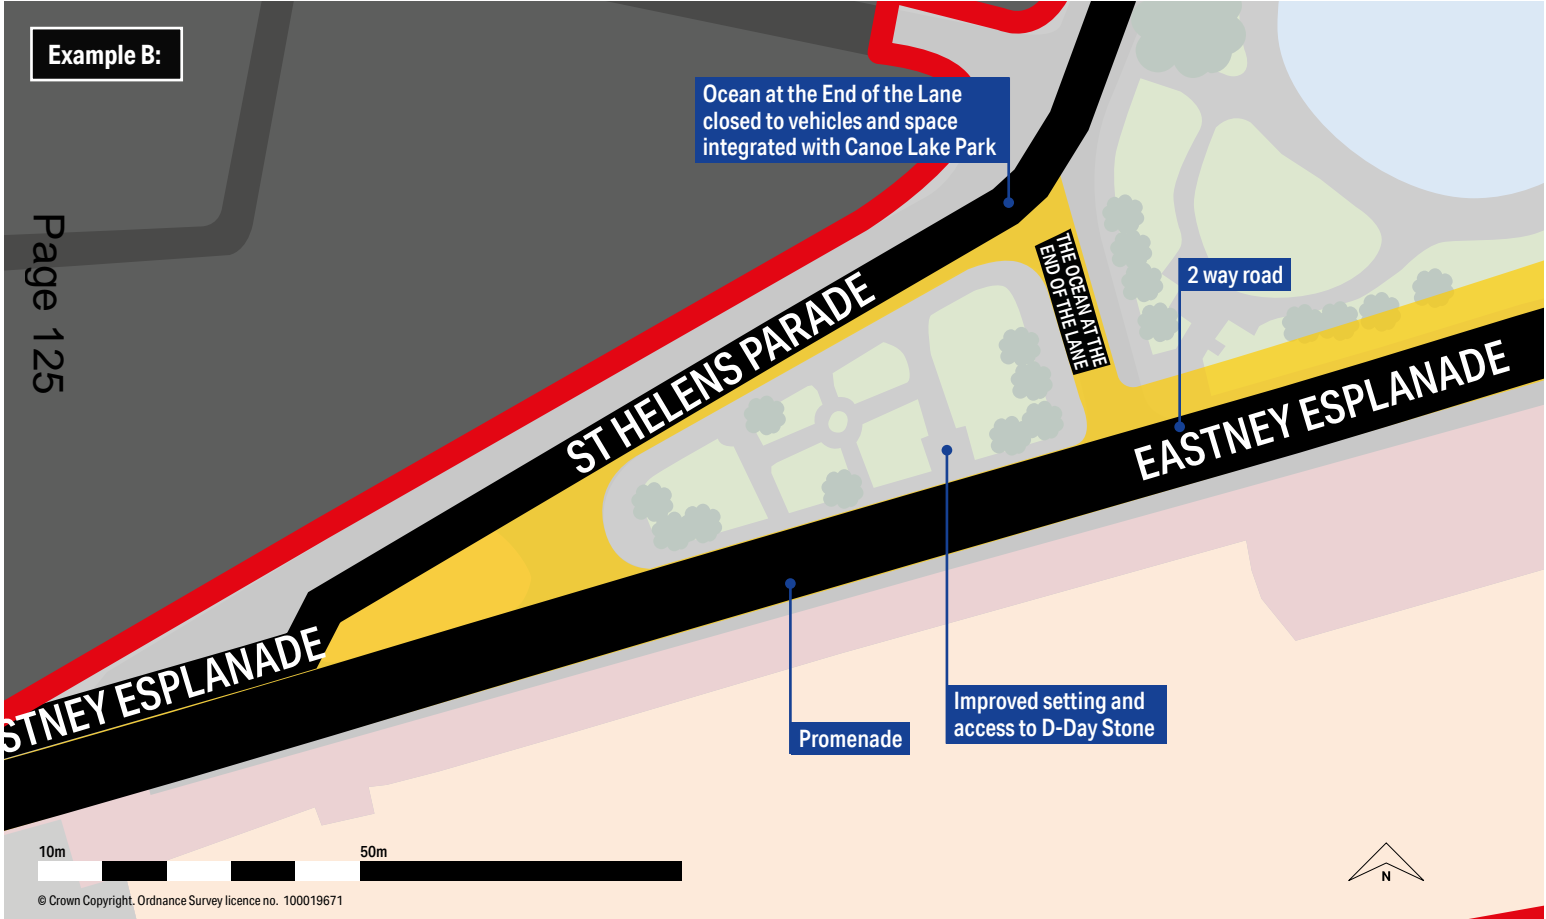 Example B:
Ocean at the End of the Lane
closed to vehicles and space
integrated with Canoe Lake Park
Page 125
THE OCEAN AT THE
END OF THE LANE
2 way road
ST HELENS PARADE
EASTNEY ESPLANADE
STNEY ESPLANADE
Improved setting and
access to D-Day Stone
Promenade
10m
50m
N
© Crown Copyright. Ordnance Survey licence no. 100019671